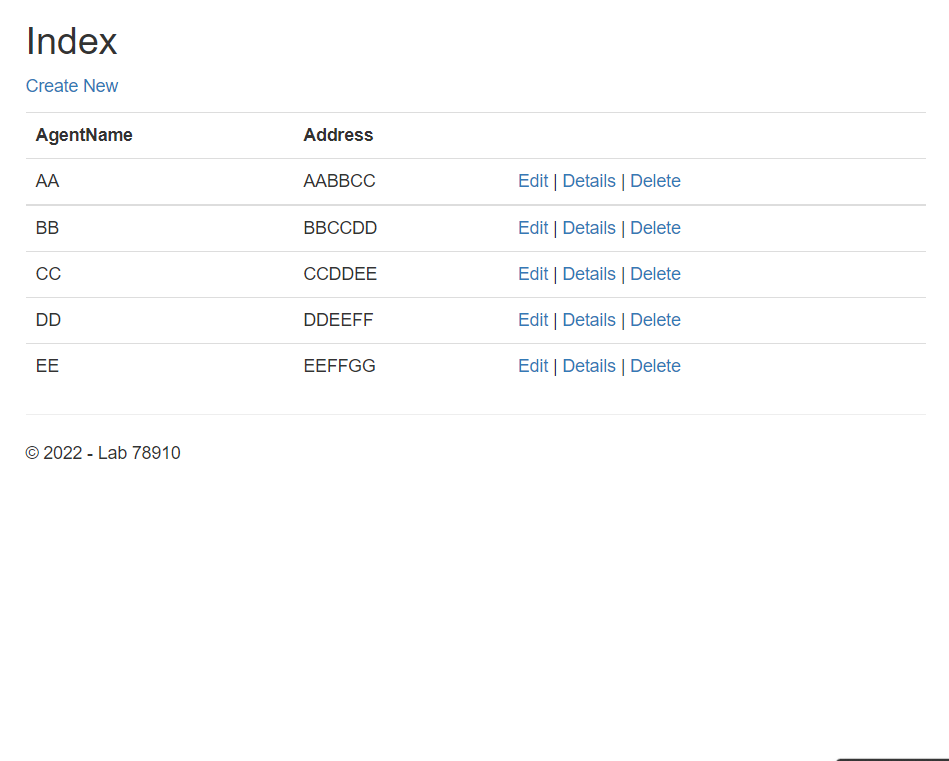 Index
Create New
AgentName Address
AA AABBCC Edit | Details | Delete
BB BBCCDD Edit | Details | Delete
CC CCDDEE Edit | Details | Delete
DD DDEEFF Edit | Details | Delete
EE EEFFGG Edit | Details | Delete
© 2022 - Lab 78910